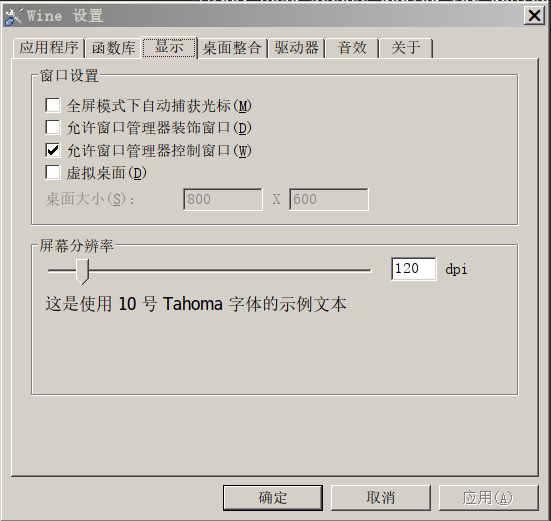 Wine 设置
应用程序 函数库 显示 桌面整合 驱动器 音效 关于
窗口设置
全屏模式下自动捕获光标(M)
允许窗口管理器装饰窗口(D)
允许窗口管理器控制窗口(W)
虚拟桌面(D)
桌面大小(S): 800 X 600
屏幕分辨率
120 dpi
这是使用 10 号 Tahoma 字体的示例文本
确定 取消 应用(A)